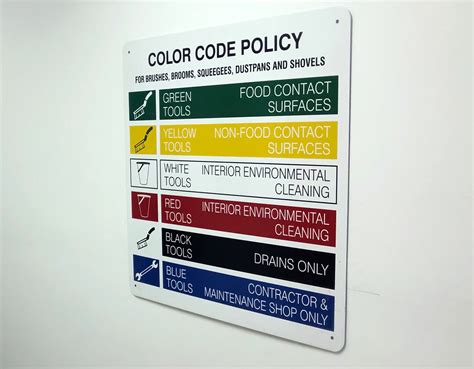 COLOR CODE POLICY
FOR BRUSHES, BROOMS, SQUEEGEES, DUSTPANS AND SHOVELS
GREEN TOOLS
FOOD CONTACT SURFACES
YELLOW TOOLS
NON-FOOD CONTACT SURFACES
WHITE TOOLS
INTERIOR ENVIRONMENTAL CLEANING
RED TOOLS
INTERIOR ENVIRONMENTAL CLEANING
BLACK TOOLS
DRAINS ONLY
BLUE TOOLS
CONTRACTOR & MAINTENANCE SHOP ONLY